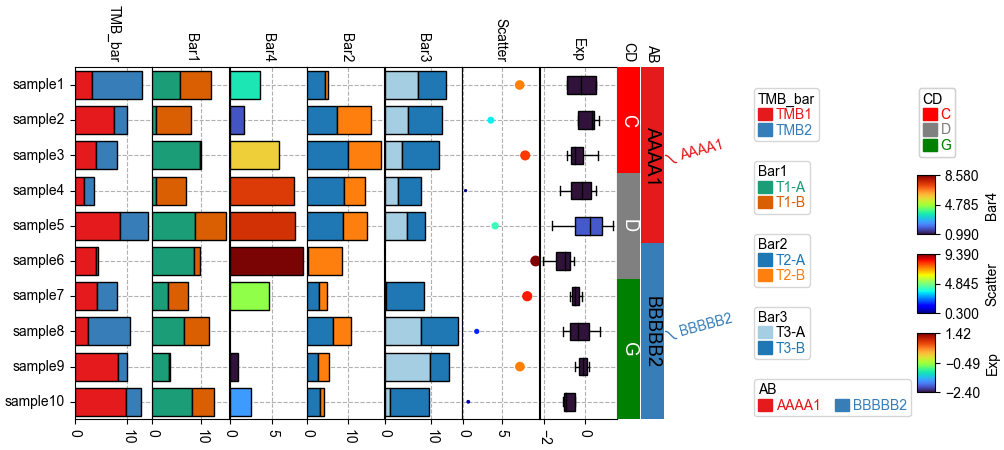 TMB_bar Bar1 Bar4 Bar2 Bar3 Scatter Exp CD AB
sample1
sample2
sample3
sample4
sample5
sample6
sample7
sample8
sample9
sample10
0 10 0 10 0 5 0 10 0 10 0 5 −2 0
C
D
G
AAAA1
BBBBB2
AAAA1
BBBBB2
TMB_bar
TMB1
TMB2
Bar1
T1-A
T1-B
Bar2
T2-A
T2-B
Bar3
T3-A
T3-B
AB
AAAA1 BBBBB2
CD
C
D
G
8.580
4.785
0.990
Bar4
9.390
4.845
0.300
Scatter
1.42
−0.49
−2.40
Exp